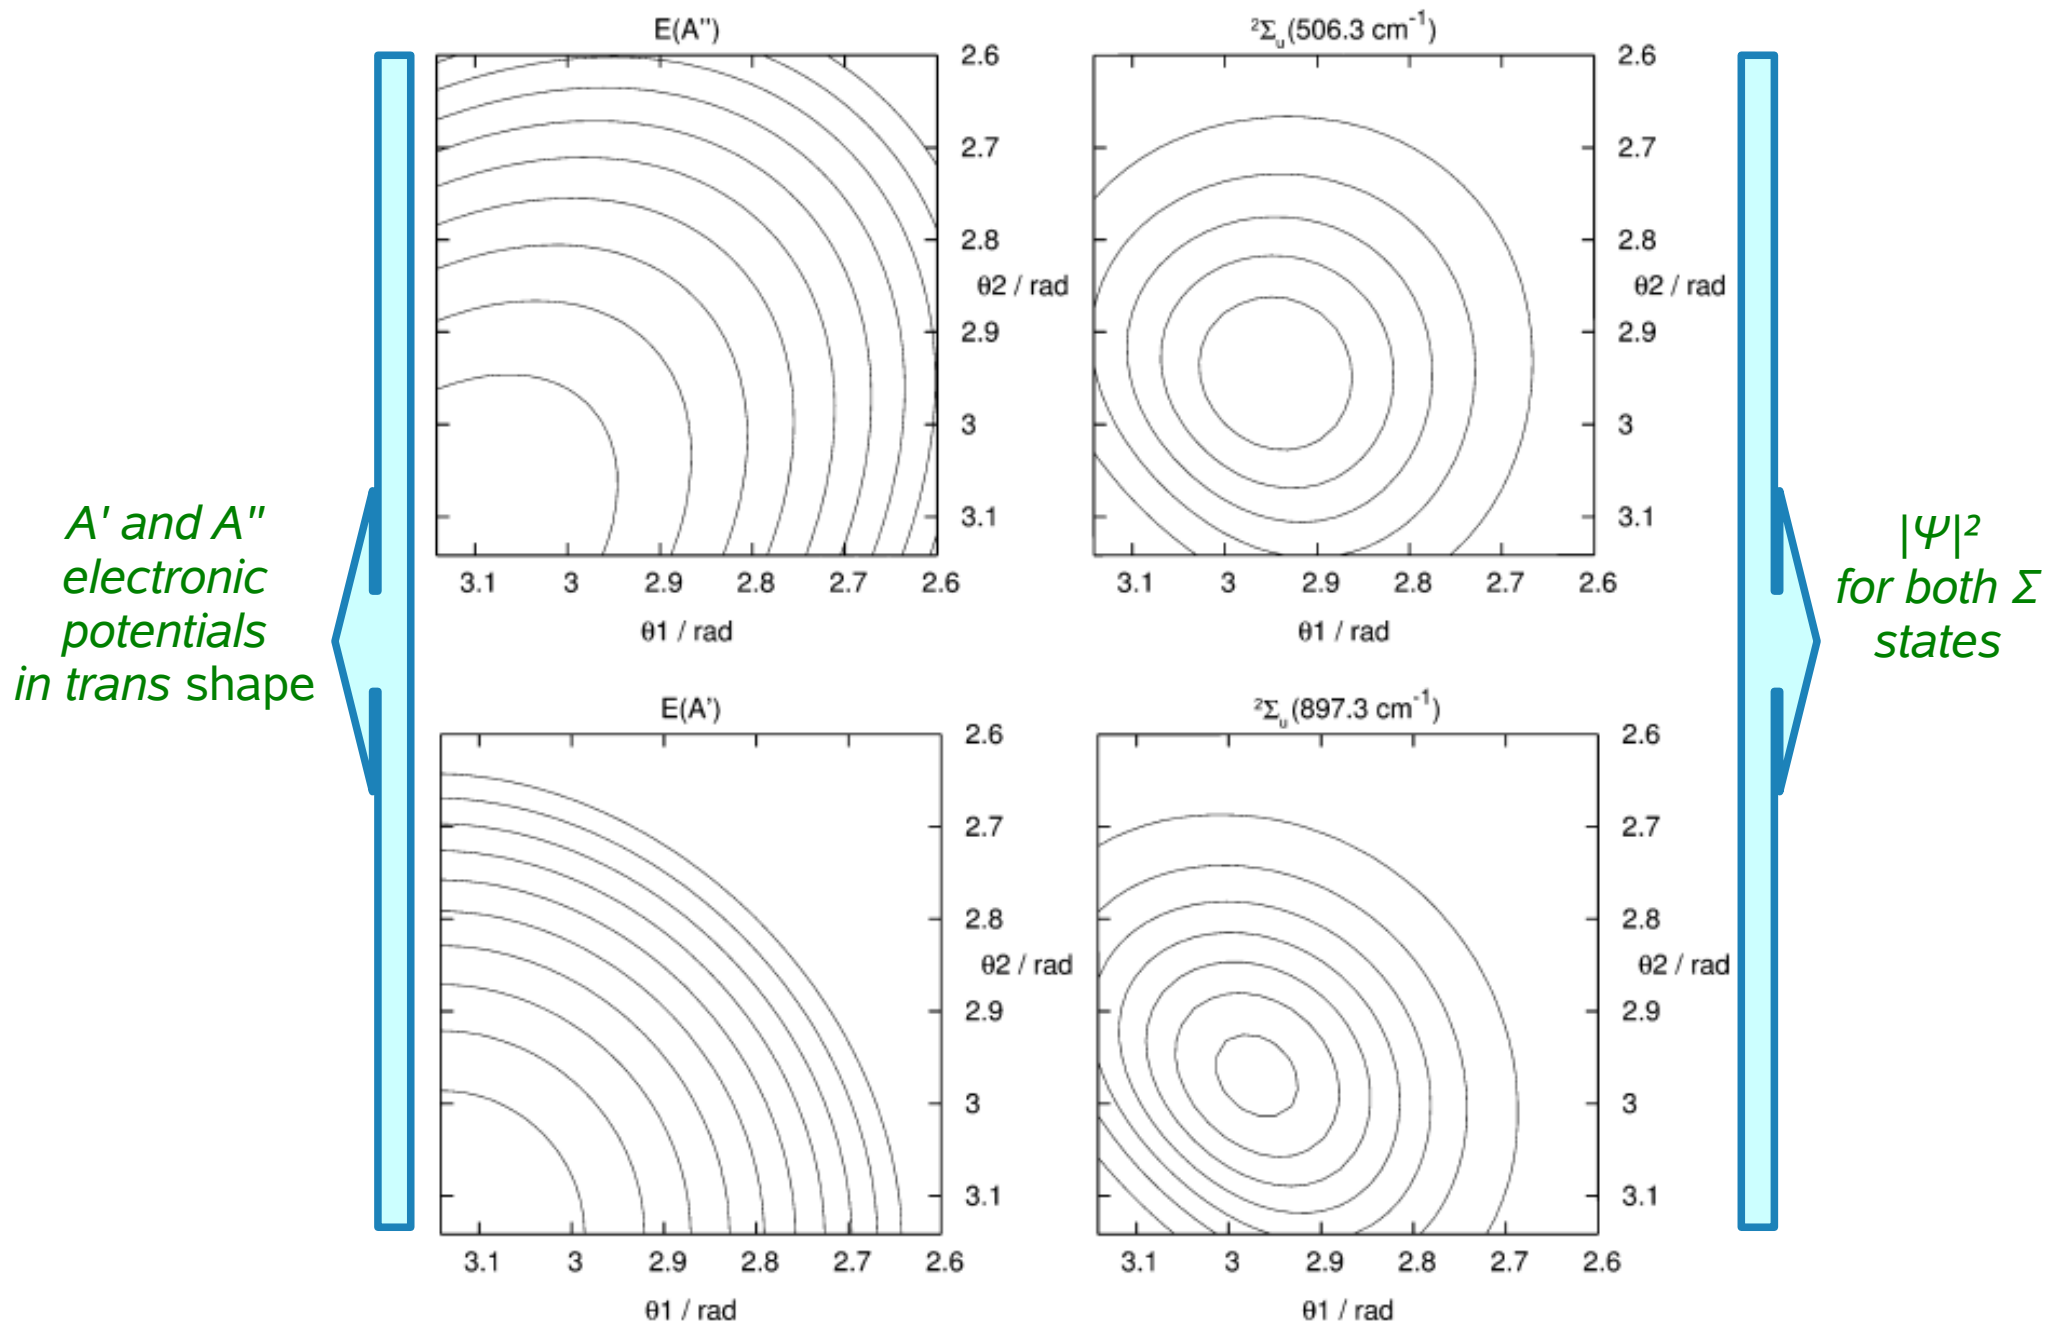 A' and A''
electronic
potentials
in trans shape
E(A'')
2.6
2.7
2.8
θ2 / rad
2.9
3
3.1
3.1 3 2.9 2.8 2.7 2.6
θ1 / rad
²Σᵤ(506.3 cm⁻¹)
2.6
2.7
2.8
θ2 / rad
2.9
3
3.1
3.1 3 2.9 2.8 2.7 2.6
θ1 / rad
E(A')
2.6
2.7
2.8
θ2 / rad
2.9
3
3.1
3.1 3 2.9 2.8 2.7 2.6
θ1 / rad
²Σᵤ(897.3 cm⁻¹)
2.6
2.7
2.8
θ2 / rad
2.9
3
3.1
3.1 3 2.9 2.8 2.7 2.6
θ1 / rad
|Ψ|²
for both Σ
states